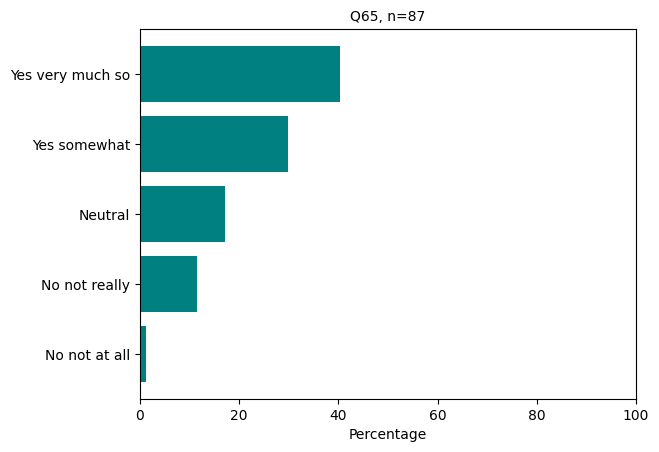 Q65, n=87
Yes very much so
Yes somewhat
Neutral
No not really
No not at all
0 20 40 60 80 100
Percentage